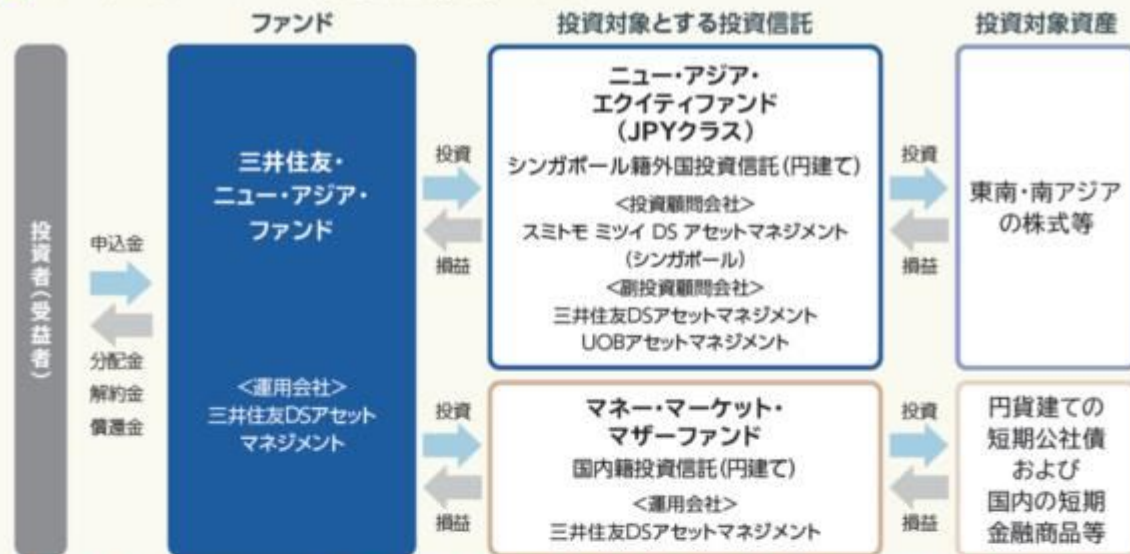 ファンド
投資対象とする投資信託
投資対象資産
投資者(受益者)
申込金
分配金
解約金
償還金
三井住友・
ニュー・アジア・
ファンド
<運用会社>
三井住友DSアセット
マネジメント
投資
損益
ニュー・アジア・
エクイティファンド
(JPYクラス)
シンガポール籍外国投資信託(円建て)
<投資顧問会社>
スミトモ ミツイ DS アセットマネジメント
(シンガポール)
<副投資顧問会社>
三井住友DSアセットマネジメント
UOBアセットマネジメント
投資
損益
東南・南アジア
の株式等
投資
損益
マネー・マーケット・
マザーファンド
国内籍投資信託(円建て)
<運用会社>
三井住友DSアセットマネジメント
投資
損益
円貨建ての
短期公社債
および
国内の短期
金融商品等